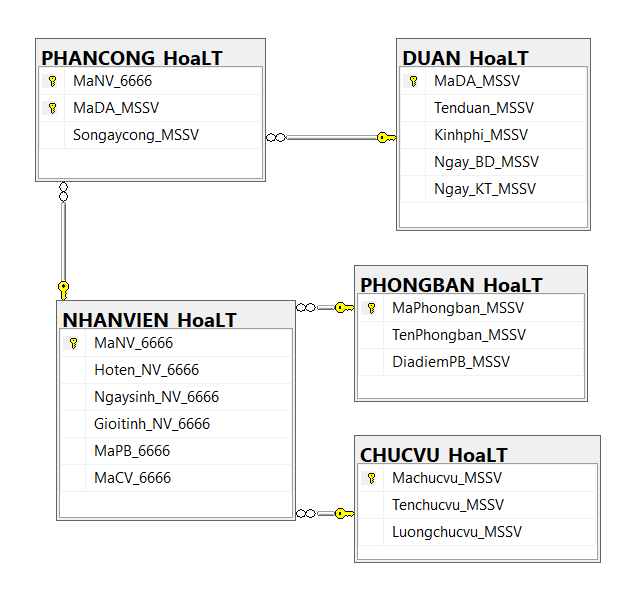 PHANCONG_HoaLT
MaNV_6666
MaDA_MSSV
Songaycong_MSSV
DUAN_HoaLT
MaDA_MSSV
Tenduan_MSSV
Kinhphi_MSSV
Ngay_BD_MSSV
Ngay_KT_MSSV
NHANVIEN_HoaLT
MaNV_6666
Hoten_NV_6666
Ngaysinh_NV_6666
Gioitinh_NV_6666
MaPB_6666
MaCV_6666
PHONGBAN_HoaLT
MaPhongban_MSSV
TenPhongban_MSSV
DiadiemPB_MSSV
CHUCVU_HoaLT
Machucvu_MSSV
Tenchucvu_MSSV
Luongchucvu_MSSV